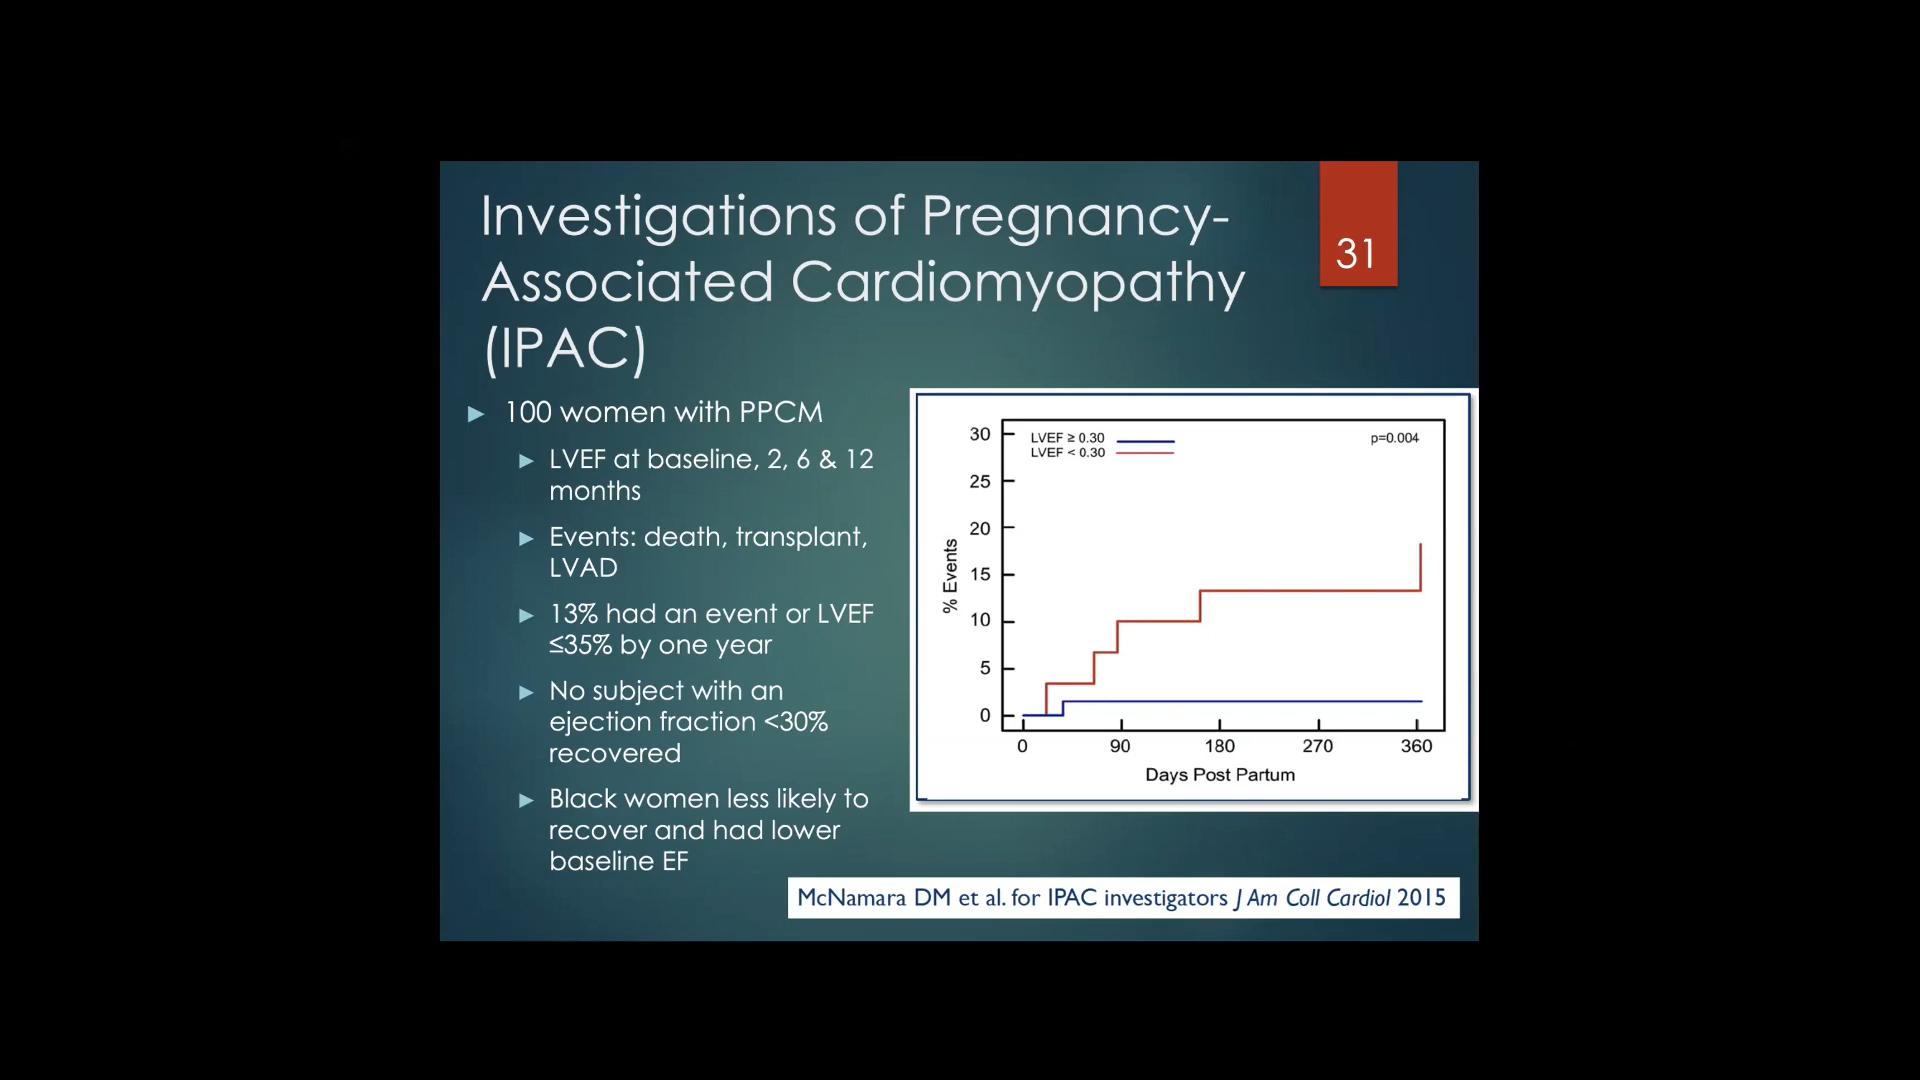 Investigations of Pregnancy-
Associated Cardiomyopathy
(IPAC)
31
100 women with PPCM
LVEF at baseline, 2, 6 & 12
months
Events: death, transplant,
LVAD
13% had an event or LVEF
≤35% by one year
No subject with an
ejection fraction <30%
recovered
Black women less likely to
recover and had lower
baseline EF
LVEF ≥ 0.30
LVEF < 0.30
p=0.004
% Events
30
25
20
15
10
5
0
0 90 180 270 360
Days Post Partum
McNamara DM et al. for IPAC investigators J Am Coll Cardiol 2015